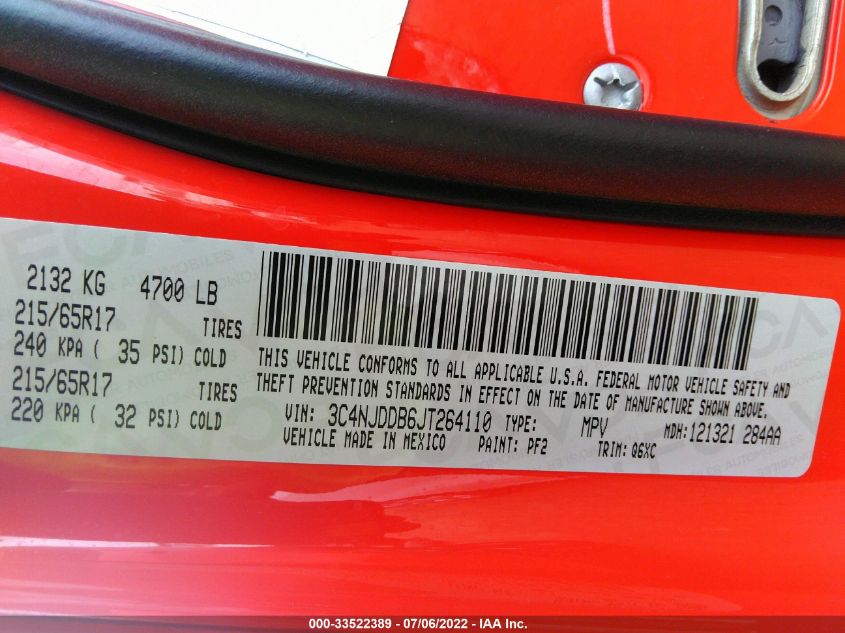 2132 KG 4700 LB
215/65R17 TIRES
240 KPA ( 35 PSI) COLD
215/65R17 TIRES
220 KPA ( 32 PSI) COLD
THIS VEHICLE CONFORMS TO ALL APPLICABLE U.S.A. FEDERAL MOTOR VEHICLE SAFETY AND
THEFT PREVENTION STANDARDS IN EFFECT ON THE DATE OF MANUFACTURE SHOWN ABOVE.
VIN: 3C4NJDDB6JT264110 TYPE: MPV MDH:121321 284AA
VEHICLE MADE IN MEXICO PAINT: PF2 TRIM: Q6XC
000-33522389 - 07/06/2022 - IAA Inc.